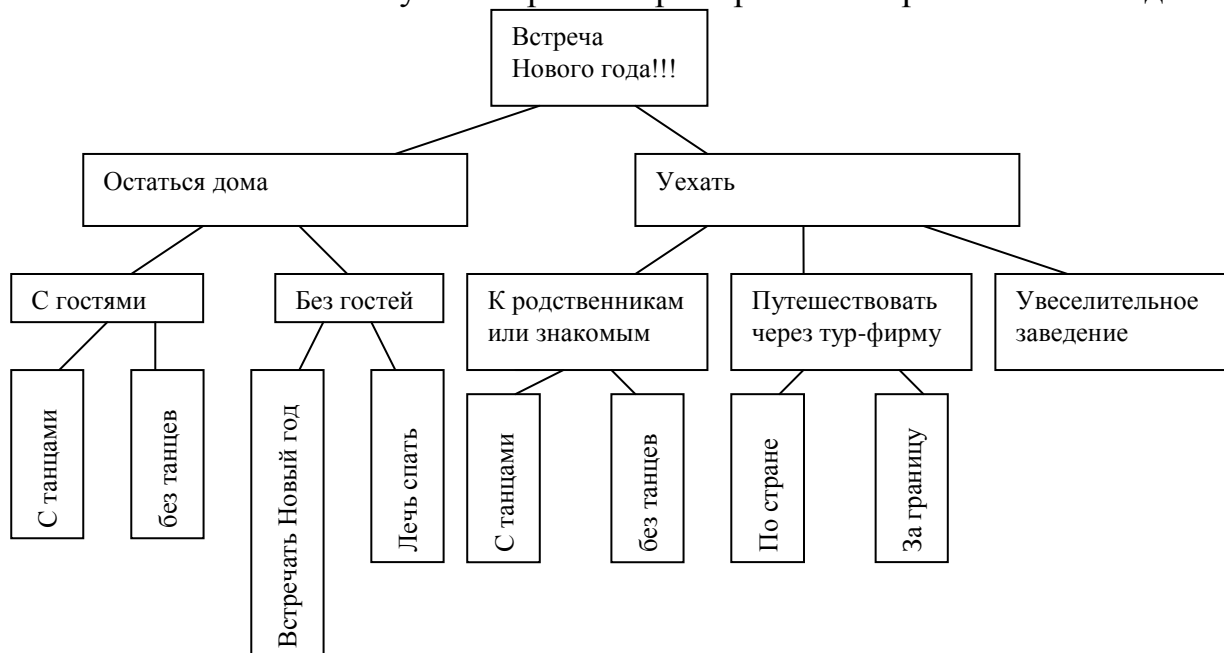 Встреча
Нового года!!!
Остаться дома
Уехать
С гостями
Без гостей
К родственникам
или знакомым
Путешествовать
через тур-фирму
Увеселительное
заведение
С танцами
без танцев
Встречать Новый год
Лечь спать
С танцами
без танцев
По стране
За границу